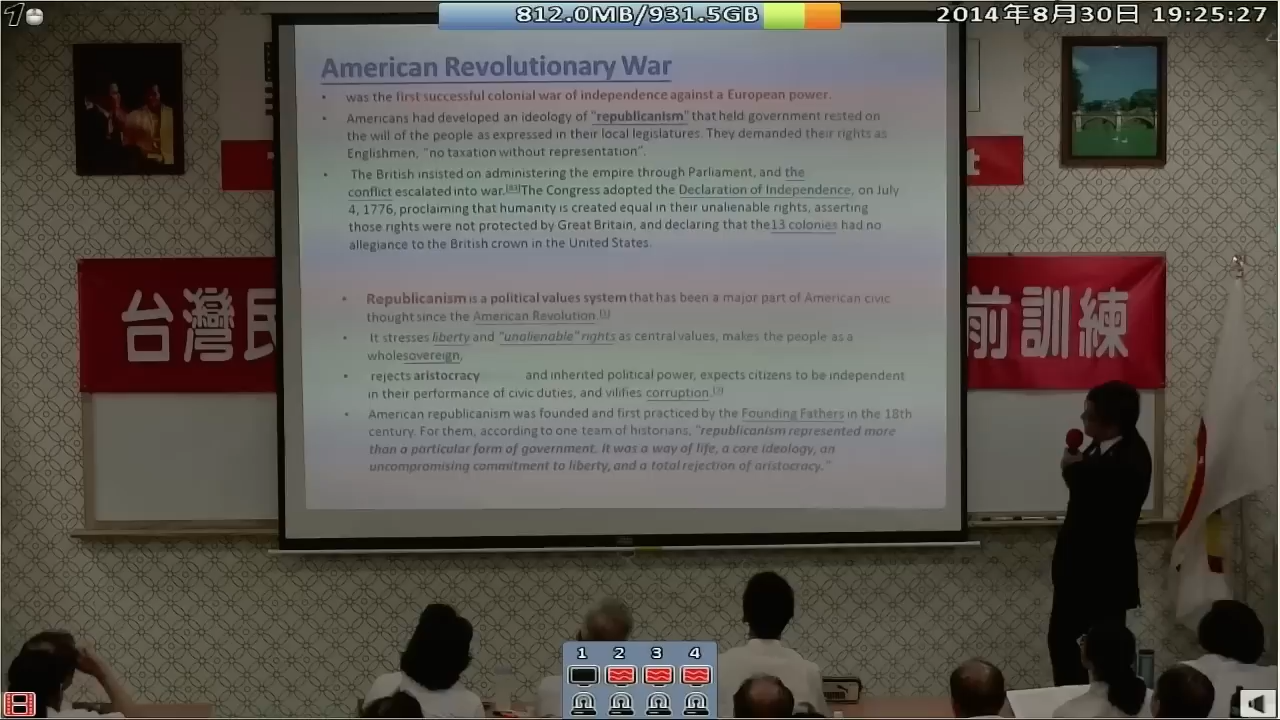 812.0MB/931.5GB
2014年8月30日 19:25:27
American Revolutionary War
• was the first successful colonial war of independence against a European power.
• Americans had developed an ideology of "republicanism" that held government rested on
the will of the people as expressed in their local legislatures. They demanded their rights as
Englishmen, "no taxation without representation".
• The British insisted on administering the empire through Parliament, and the
conflict escalated into war.[83]The Congress adopted the Declaration of Independence, on July
4, 1776, proclaiming that humanity is created equal in their unalienable rights, asserting
those rights were not protected by Great Britain, and declaring that the13 colonies had no
allegiance to the British crown in the United States.
台灣民
前訓練
• Republicanism is a political values system that has been a major part of American civic
thought since the American Revolution.[1]
• It stresses liberty and "unalienable" rights as central values, makes the people as a
wholesovereign,
• rejects aristocracy and inherited political power, expects citizens to be independent
in their performance of civic duties, and vilifies corruption.[2]
• American republicanism was founded and first practiced by the Founding Fathers in the 18th
century. For them, according to one team of historians, "republicanism represented more
than a particular form of government. It was a way of life, a core ideology, an
uncompromising commitment to liberty, and a total rejection of aristocracy."
1 2 3 4